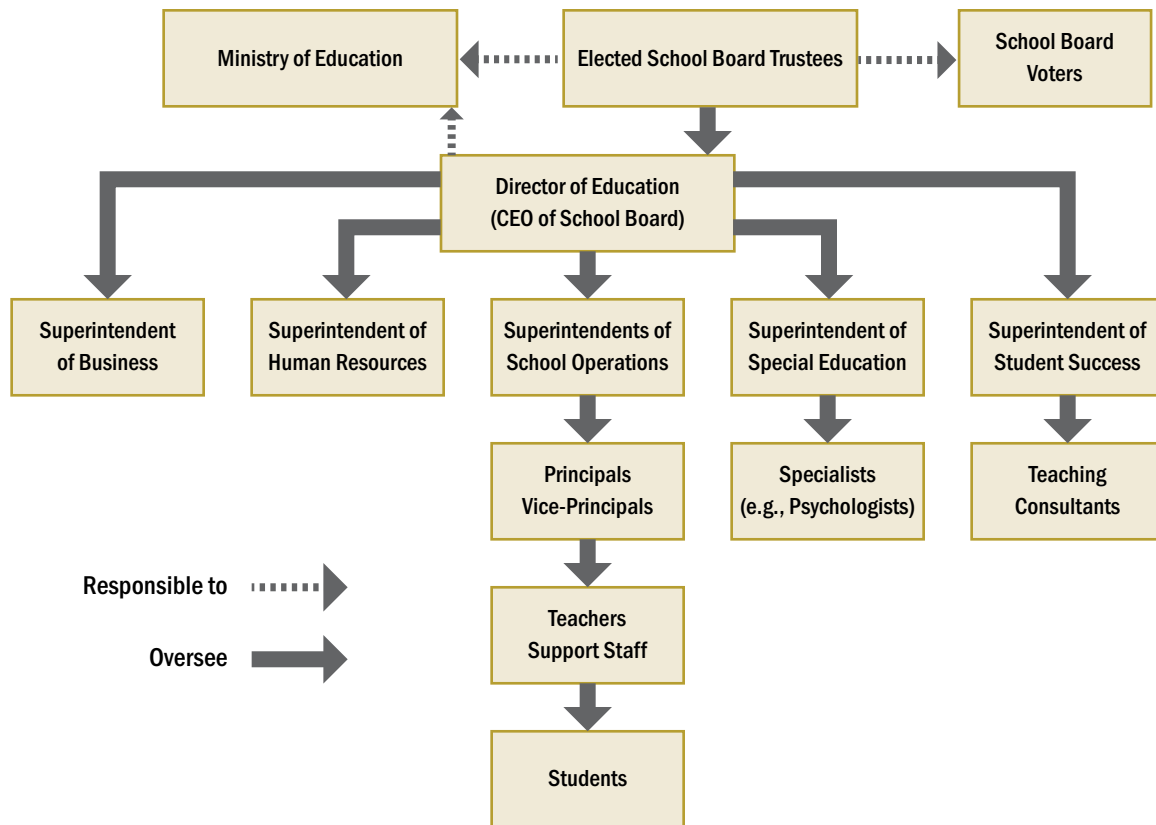 Ministry of Education
Elected School Board Trustees
School Board
Voters
Director of Education
(CEO of School Board)
Superintendent
of Business
Superintendent of
Human Resources
Superintendents of
School Operations
Superintendent of
Special Education
Superintendent of
Student Success
Principals
Vice-Principals
Specialists
(e.g., Psychologists)
Teaching
Consultants
Responsible to
Oversee
Teachers
Support Staff
Students